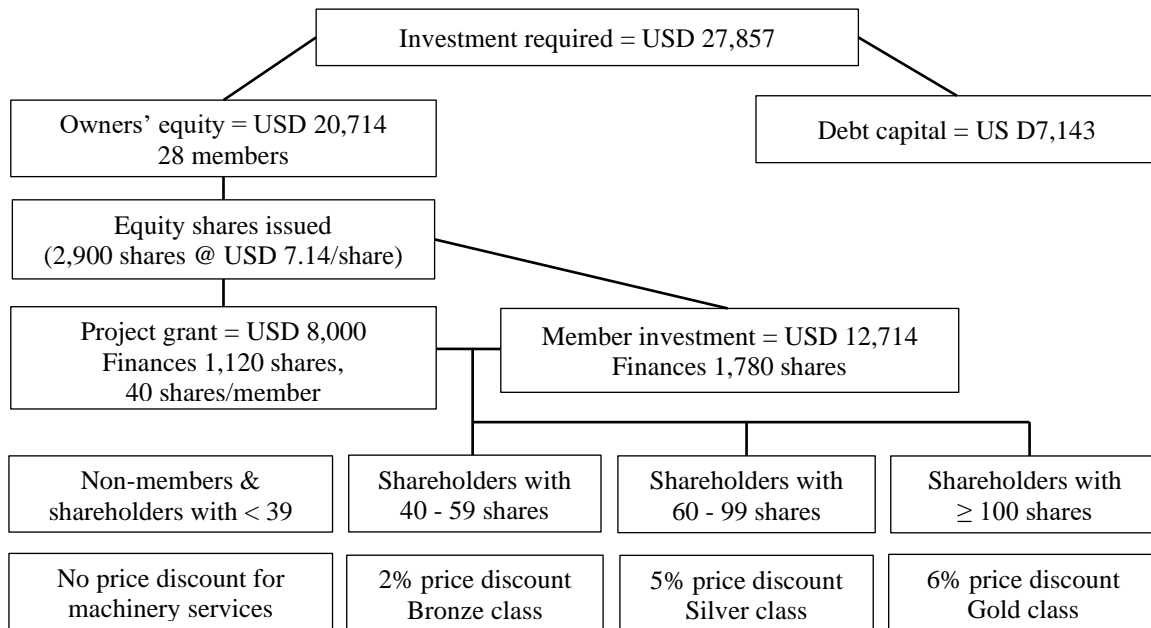 Investment required = USD 27,857
Owners’ equity = USD 20,714
28 members
Debt capital = US D7,143
Equity shares issued
(2,900 shares @ USD 7.14/share)
Project grant = USD 8,000
Finances 1,120 shares,
40 shares/member
Member investment = USD 12,714
Finances 1,780 shares
Non-members &
shareholders with < 39
Shareholders with
40 - 59 shares
Shareholders with
60 - 99 shares
Shareholders with
≥ 100 shares
No price discount for
machinery services
2% price discount
Bronze class
5% price discount
Silver class
6% price discount
Gold class